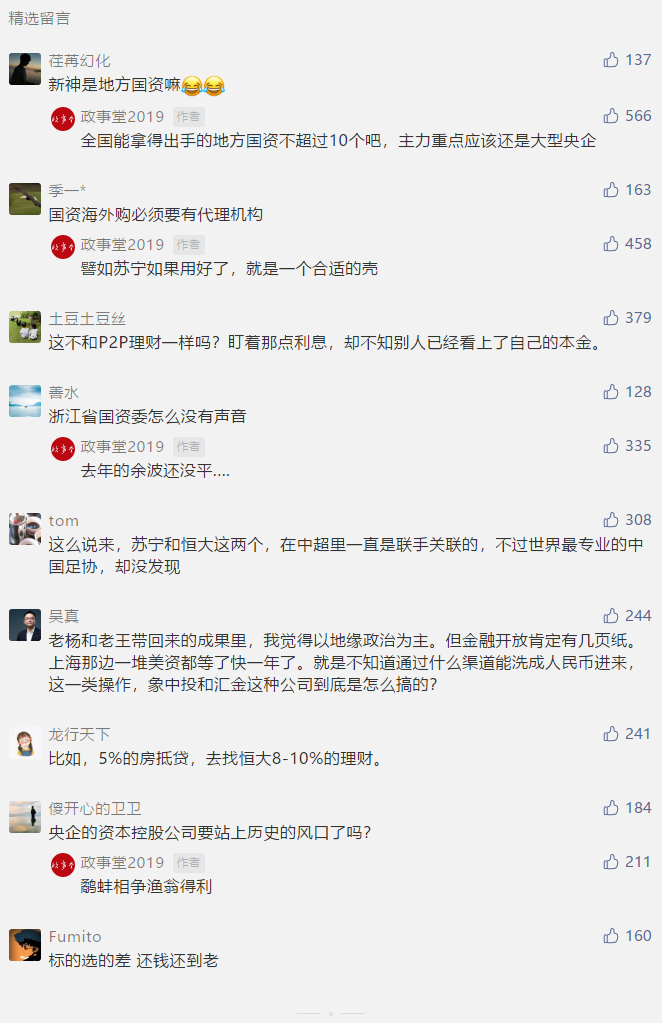 精选留言
荏苒幻化
137
新神是地方国资嘛😂😂
政事堂2019 作者
566
全国能拿得出手的地方国资不超过10个吧，主力重点应该还是大型央企
季一*
163
国资海外购必须要有代理机构
政事堂2019 作者
458
譬如苏宁如果用好了，就是一个合适的壳
土豆土豆丝
379
这不和P2P理财一样吗？盯着那点利息，却不知别人已经看上了自己的本金。
善水
128
浙江省国资委怎么没有声音
政事堂2019 作者
335
去年的余波还没平....
tom
308
这么说来，苏宁和恒大这两个，在中超里一直是联手关联的，不过世界最专业的中
国足协，却没发现
吴真
244
老杨和老王带回来的成果里，我觉得以地缘政治为主。但金融开放肯定有几页纸。
上海那边一堆美资都等了快一年了。就是不知道通过什么渠道能洗成人民币进来，
这一类操作，象中投和汇金这种公司到底是怎么搞的？
龙行天下
241
比如，5%的房抵贷，去找恒大8-10%的理财。
傻开心的卫卫
184
央企的资本控股公司要站上历史的风口了吗？
政事堂2019 作者
211
鹬蚌相争渔翁得利
Fumito
160
标的选的差 还钱还到老